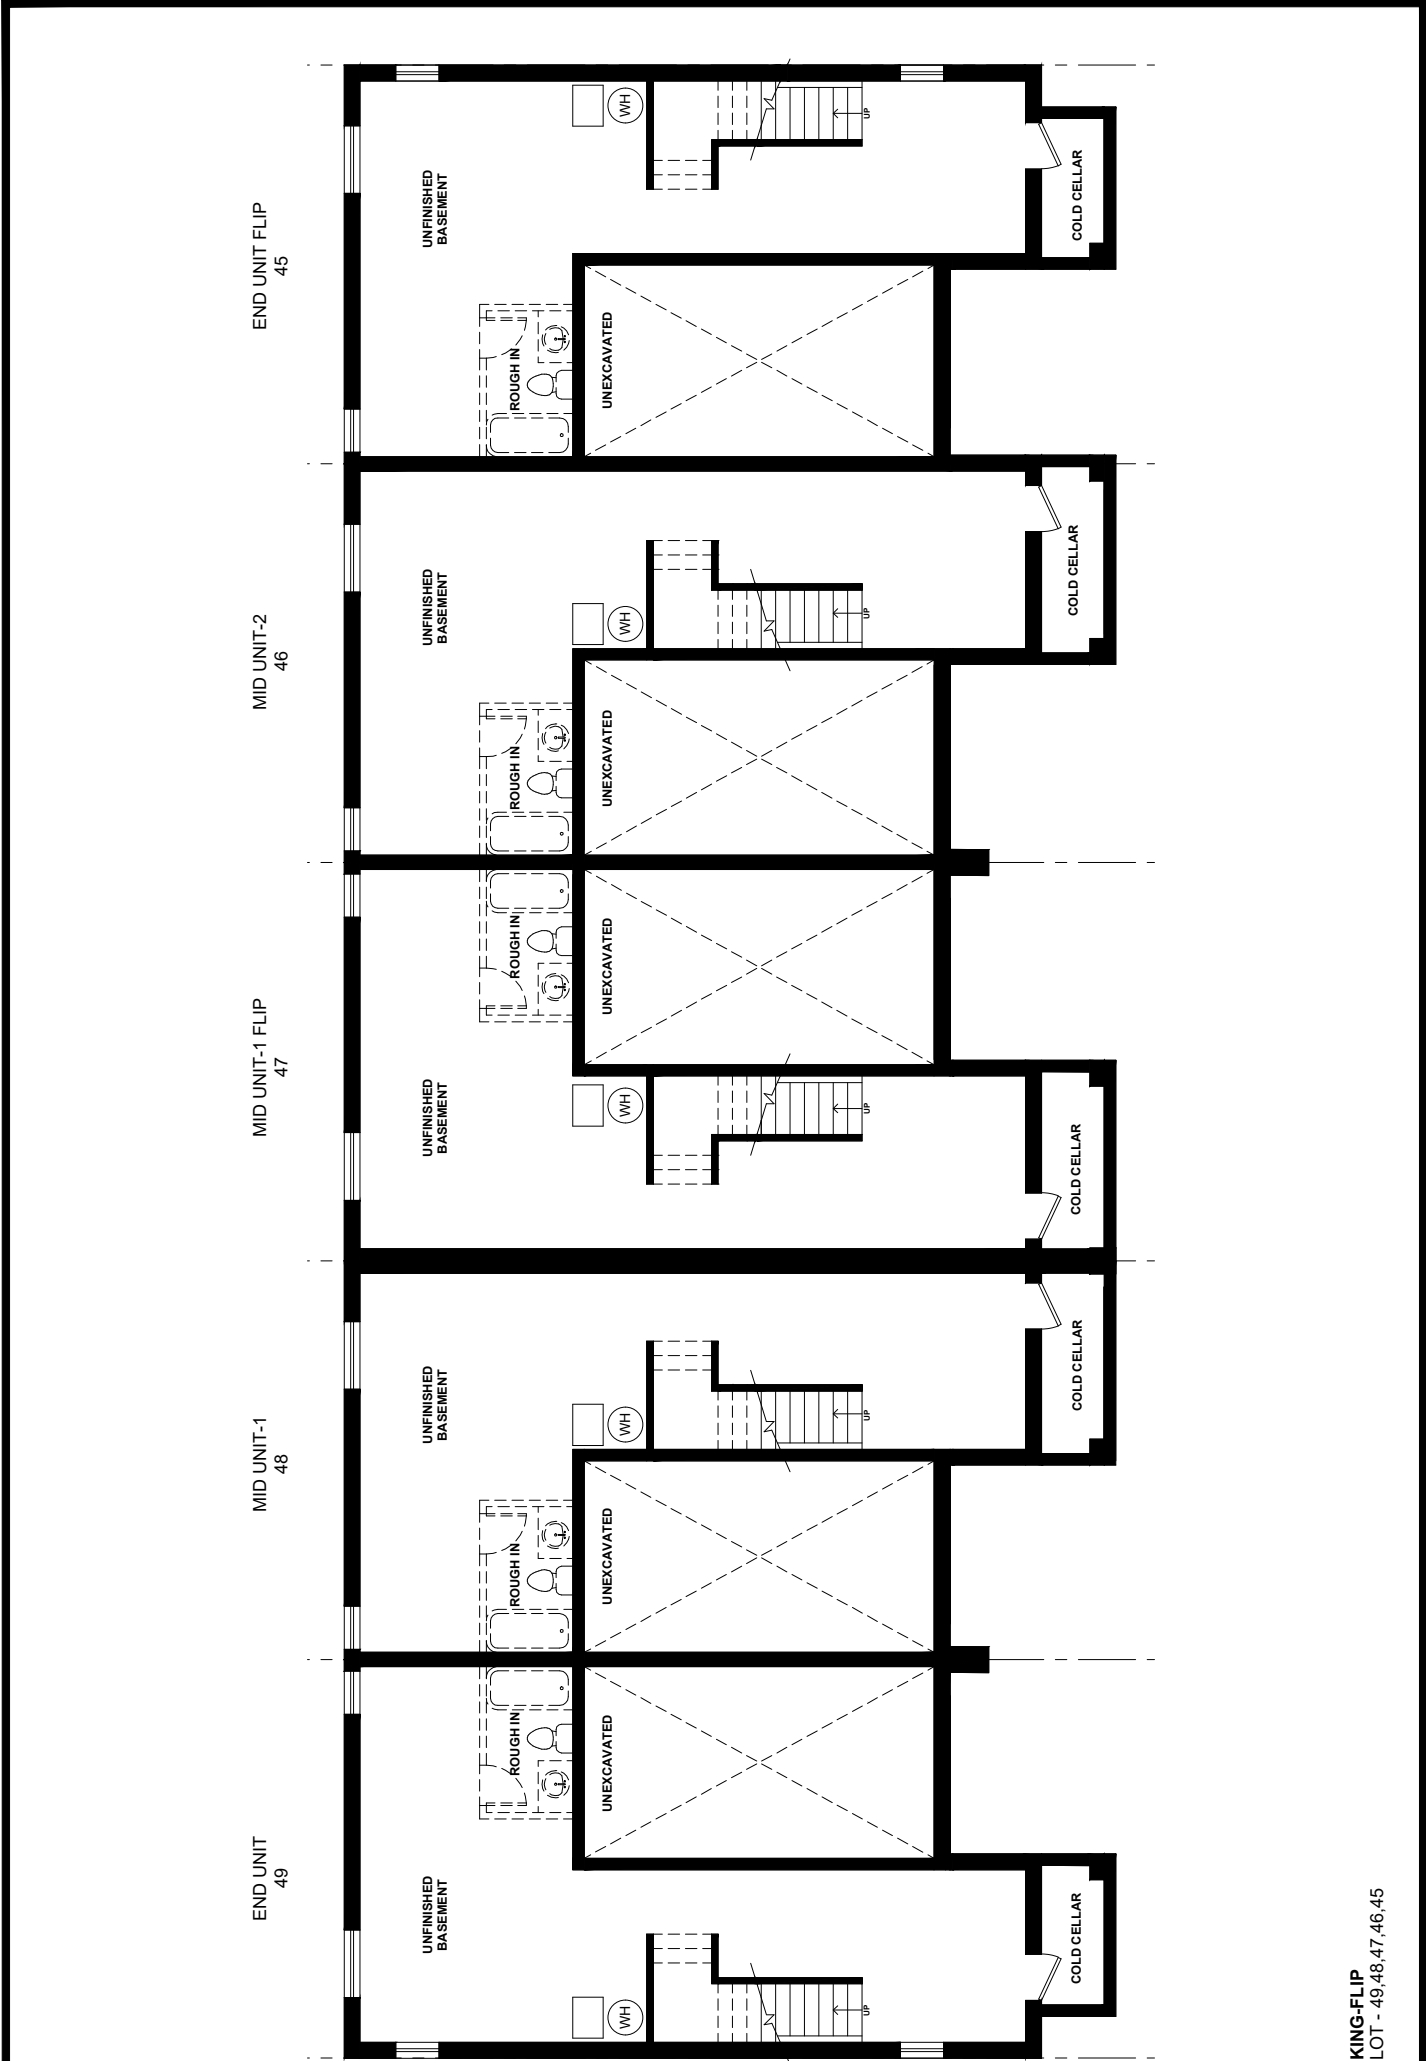 END UNIT
49
MID UNIT-1
48
MID UNIT-1 FLIP
47
MID UNIT-2
46
END UNIT FLIP
45
UNFINISHED
BASEMENT
UNFINISHED
BASEMENT
UNFINISHED
BASEMENT
UNFINISHED
BASEMENT
UNFINISHED
BASEMENT
ROUGH IN
ROUGH IN
ROUGH IN
ROUGH IN
ROUGH IN
UNEXCAVATED
UNEXCAVATED
UNEXCAVATED
UNEXCAVATED
UNEXCAVATED
WH
WH
WH
WH
WH
UP
UP
UP
UP
UP
COLD CELLAR
COLD CELLAR
COLD CELLAR
COLD CELLAR
COLD CELLAR
KING-FLIP
LOT - 49,48,47,46,45